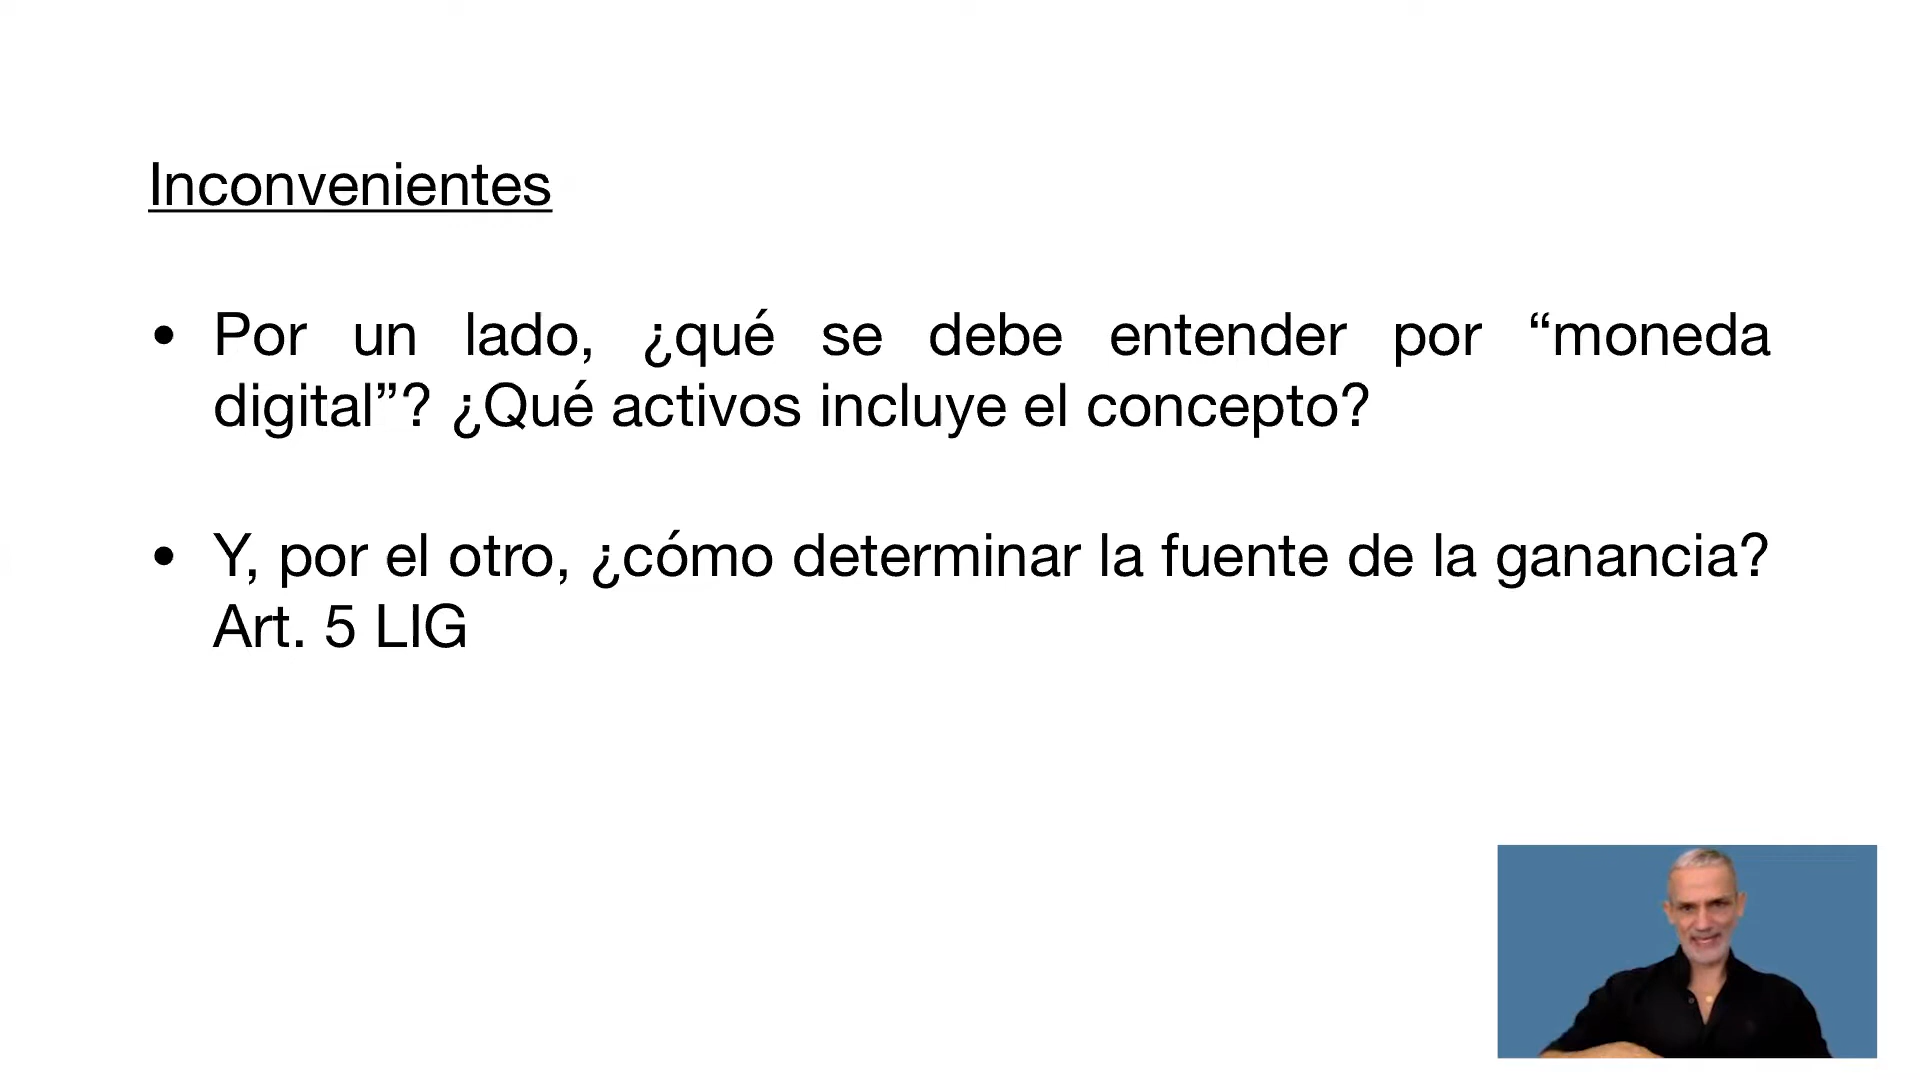 Inconvenientes
• Por un lado, ¿qué se debe entender por “moneda
digital”? ¿Qué activos incluye el concepto?
• Y, por el otro, ¿cómo determinar la fuente de la ganancia?
Art. 5 LIG